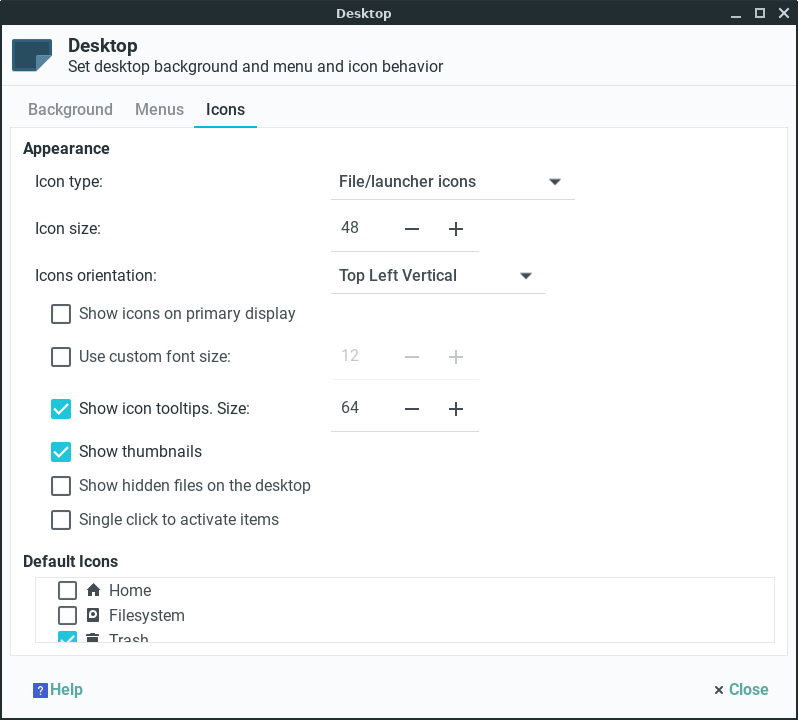 Desktop
Desktop
Set desktop background and menu and icon behavior
Background Menus Icons
Appearance
Icon type: File/launcher icons
Icon size: 48
Icons orientation: Top Left Vertical
Show icons on primary display
Use custom font size: 12
Show icon tooltips. Size: 64
Show thumbnails
Show hidden files on the desktop
Single click to activate items
Default Icons
Home
Filesystem
Trash
? Help × Close